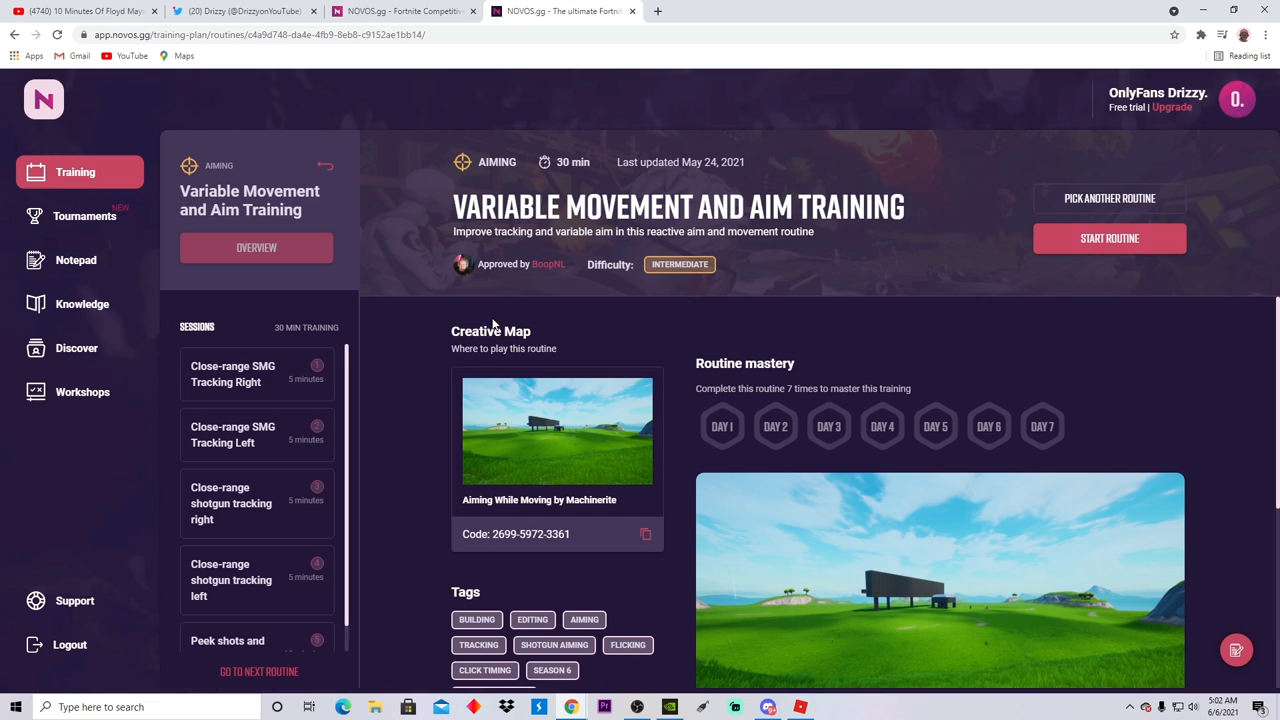 (4740) 10 Minutes Of Floyd May
(20) Drizzy (@DrizzyonYouTube)
NOVOS.gg - Fortnite Competitive
NOVOS.gg - The ultimate Fortnit
app.novos.gg/training-plan/routines/c4a9d748-da4e-4fb9-8eb8-c9152ae1bb14/
Apps
Gmail
YouTube
Maps
Reading list
N
OnlyFans Drizzy.
Free trial | Upgrade
O.
Training
NEW
Tournaments
Notepad
Knowledge
Discover
Workshops
Support
Logout
AIMING
Variable Movement
and Aim Training
OVERVIEW
SESSIONS
30 MIN TRAINING
Close-range SMG
Tracking Right
1
5 minutes
Close-range SMG
Tracking Left
2
5 minutes
Close-range
shotgun tracking
right
3
5 minutes
Close-range
shotgun tracking
left
4
5 minutes
Peek shots and
5
GO TO NEXT ROUTINE
AIMING
30 min
Last updated May 24, 2021
VARIABLE MOVEMENT AND AIM TRAINING
Improve tracking and variable aim in this reactive aim and movement routine
Approved by BoopNL
Difficulty:
INTERMEDIATE
PICK ANOTHER ROUTINE
START ROUTINE
Creative Map
Where to play this routine
Aiming While Moving by Machinerite
Code: 2699-5972-3361
Tags
BUILDING
EDITING
AIMING
TRACKING
SHOTGUN AIMING
FLICKING
CLICK TIMING
SEASON 6
Routine mastery
Complete this routine 7 times to master this training
DAY 1
DAY 2
DAY 3
DAY 4
DAY 5
DAY 6
DAY 7
Type here to search
Pr
5:02 AM
6/6/2021